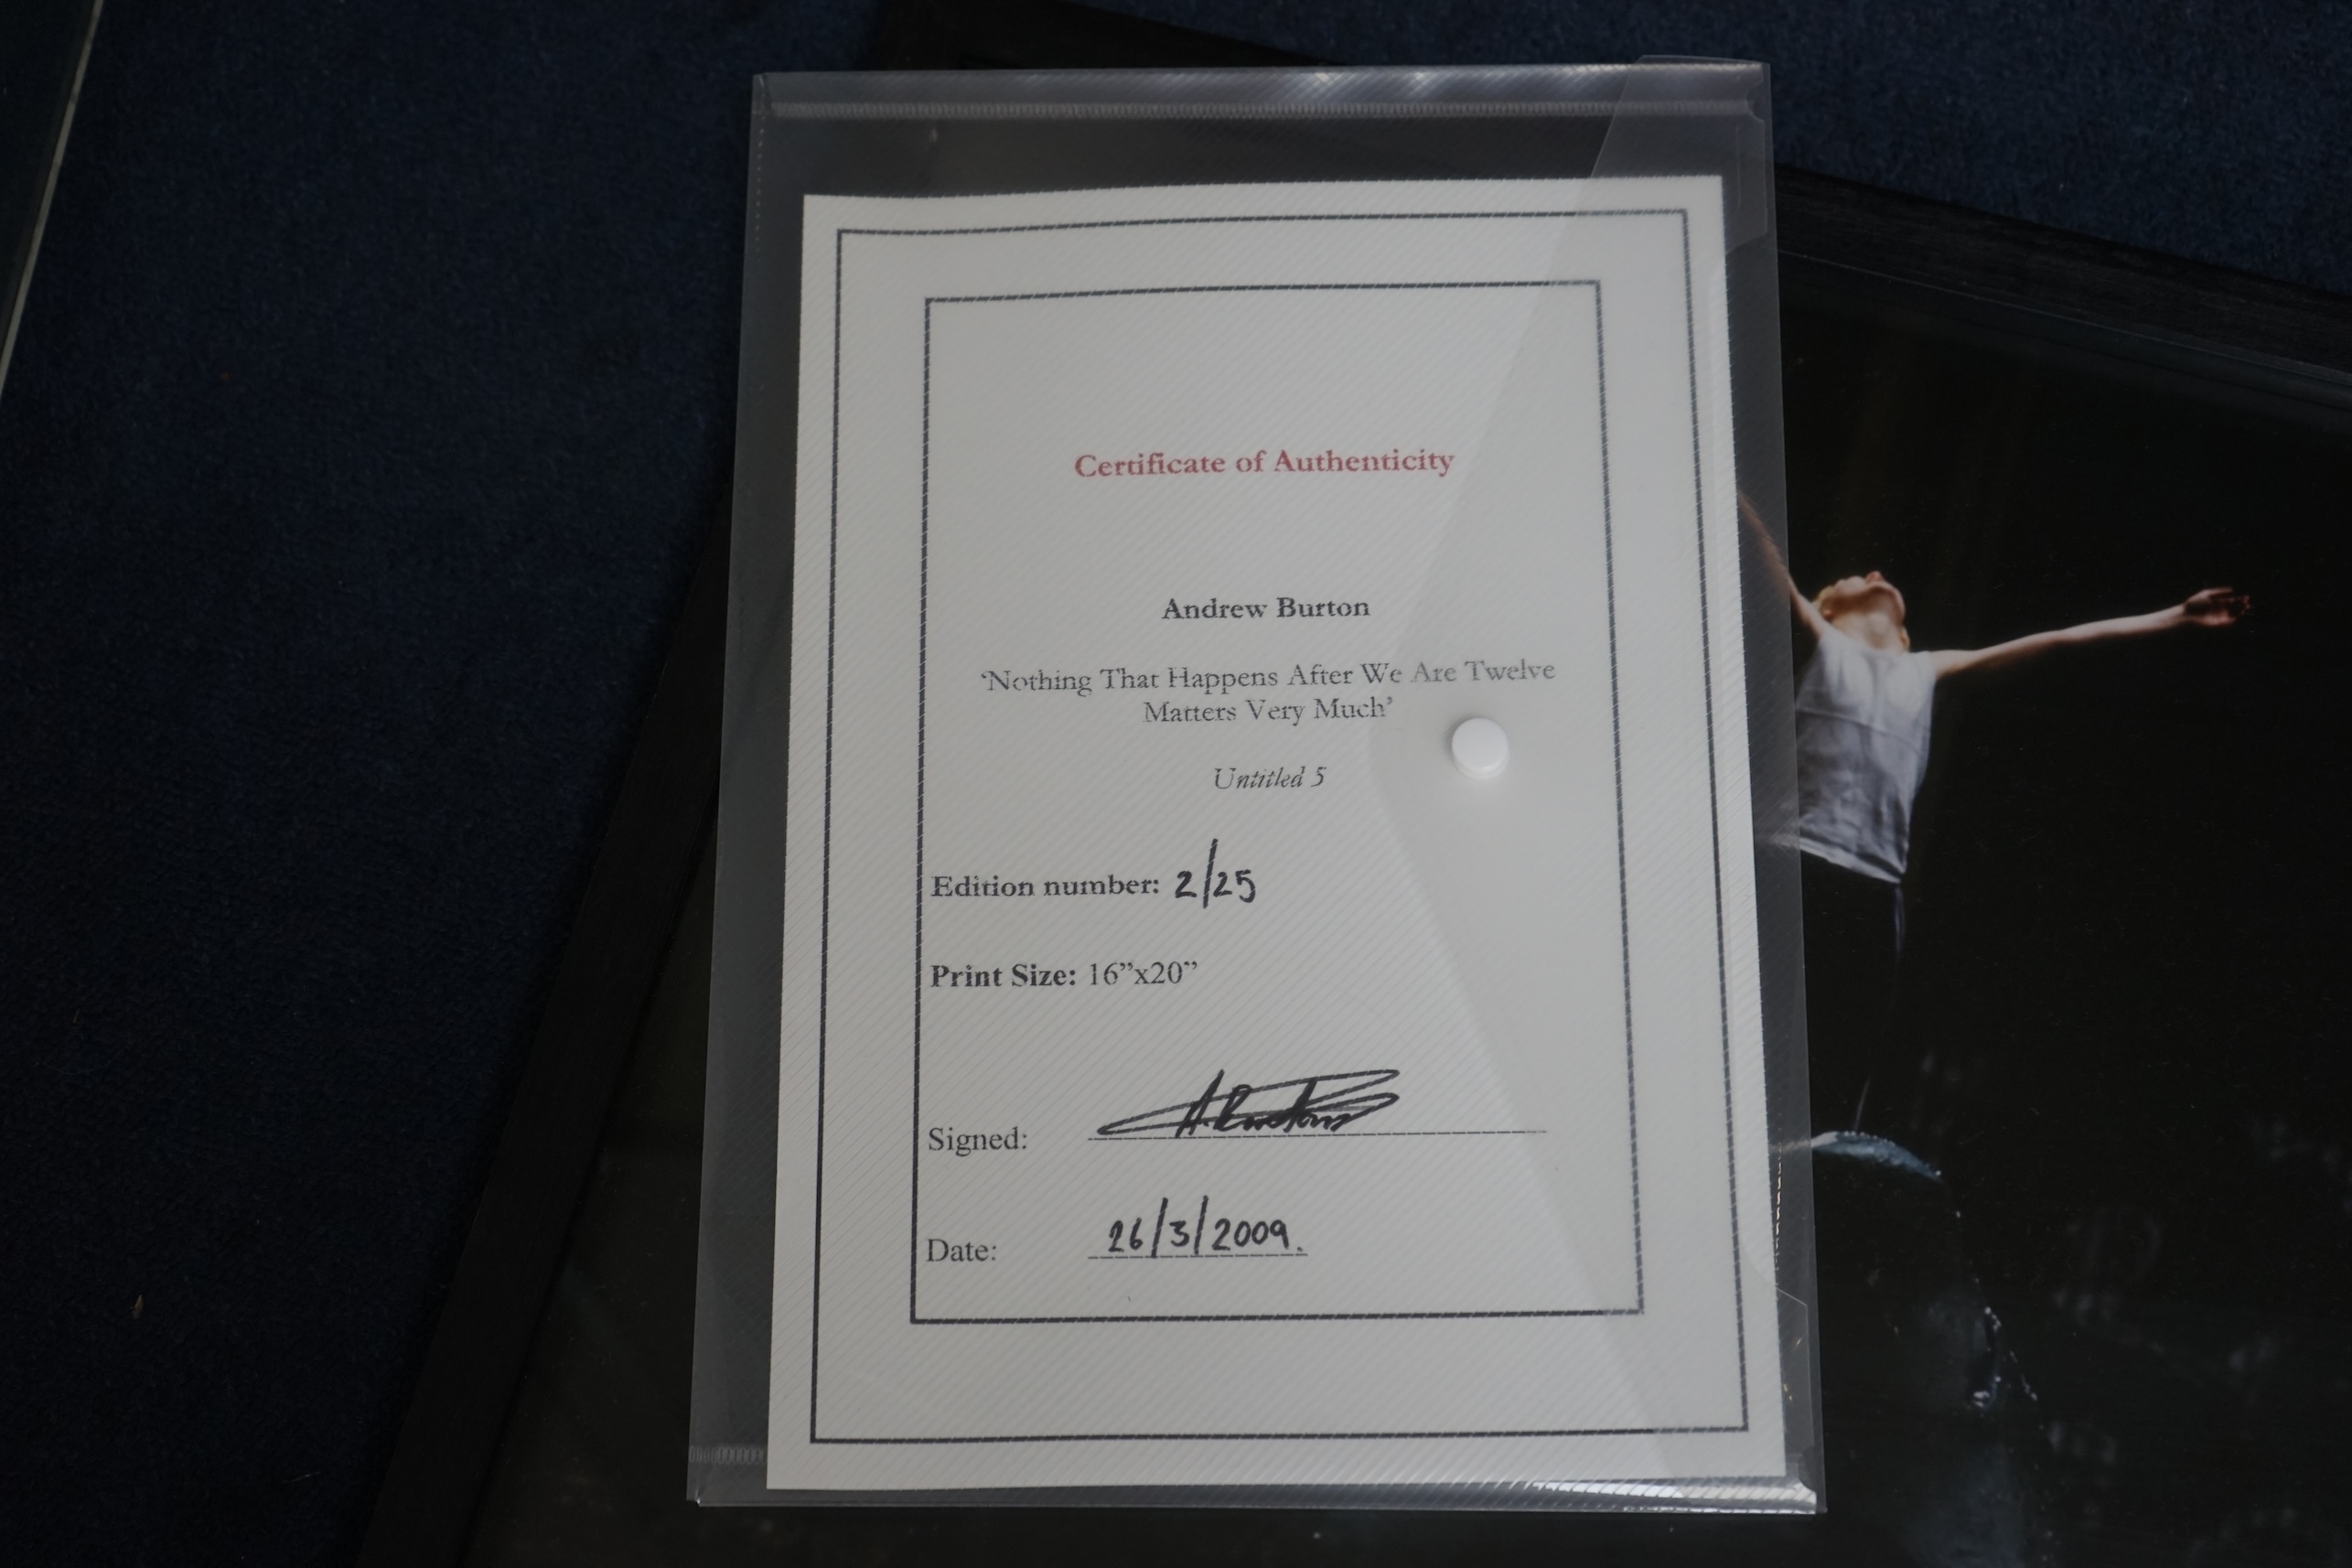 Certificate of Authenticity
Andrew Burton
‘Nothing That Happens After We Are Twelve
Matters Very Much’
Untitled 5
Edition number: 2/25
Print Size: 16”x20”
Signed: A. Burton
Date: 26/3/2009.